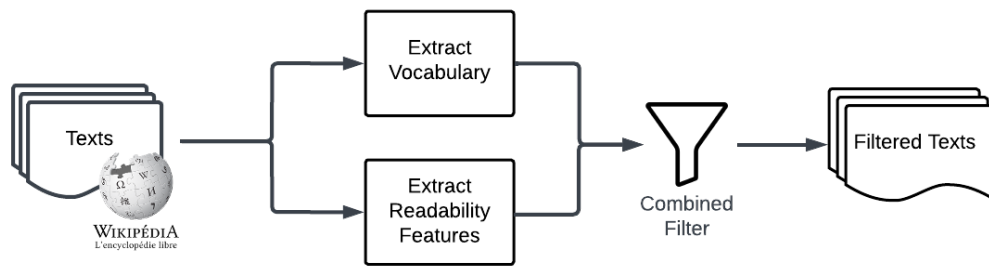 Texts
WIKIPÉDIA
L'encyclopédie libre
Extract
Vocabulary
Extract
Readability
Features
Combined
Filter
Filtered Texts